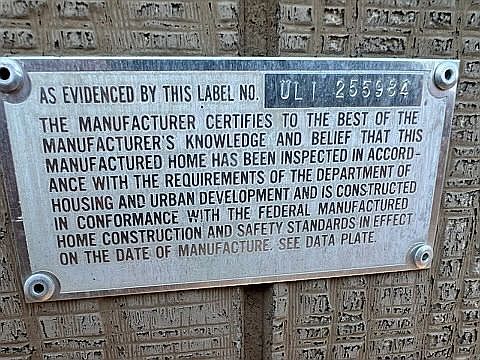 AS EVIDENCED BY THIS LABEL NO. ULI 255954
THE MANUFACTURER CERTIFIES TO THE BEST OF THE
MANUFACTURER'S KNOWLEDGE AND BELIEF THAT THIS
MANUFACTURED HOME HAS BEEN INSPECTED IN ACCORD-
ANCE WITH THE REQUIREMENTS OF THE DEPARTMENT OF
HOUSING AND URBAN DEVELOPMENT AND IS CONSTRUCTED
IN CONFORMANCE WITH THE FEDERAL MANUFACTURED
HOME CONSTRUCTION AND SAFETY STANDARDS IN EFFECT
ON THE DATE OF MANUFACTURE. SEE DATA PLATE.